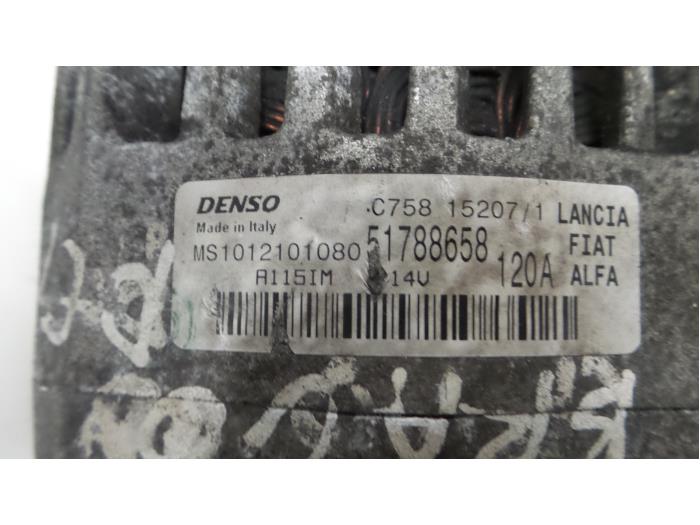 DENSO C758 15207/1 LANCIA
Made in Italy
MS1012101080 51788658 FIAT
A115IM 14V 120A ALFA